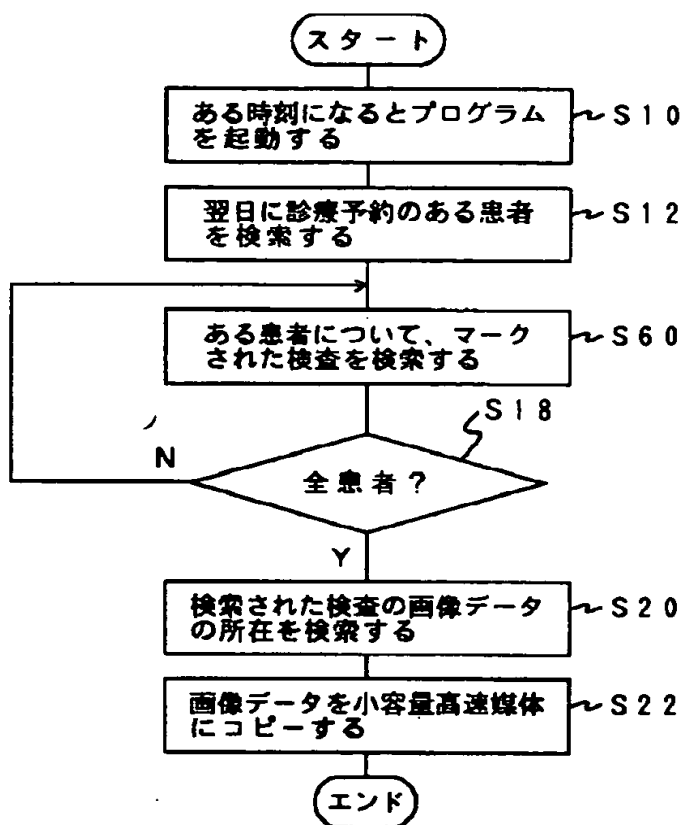 スタート
ある時刻になるとプログラム
を起動する
S10
翌日に診療予約のある患者
を検索する
S12
ある患者について、マーク
された検査を検索する
S60
S18
N
全患者?
Y
検索された検査の画像データ
の所在を検索する
S20
画像データを小容量高速媒体
にコピーする
S22
エンド